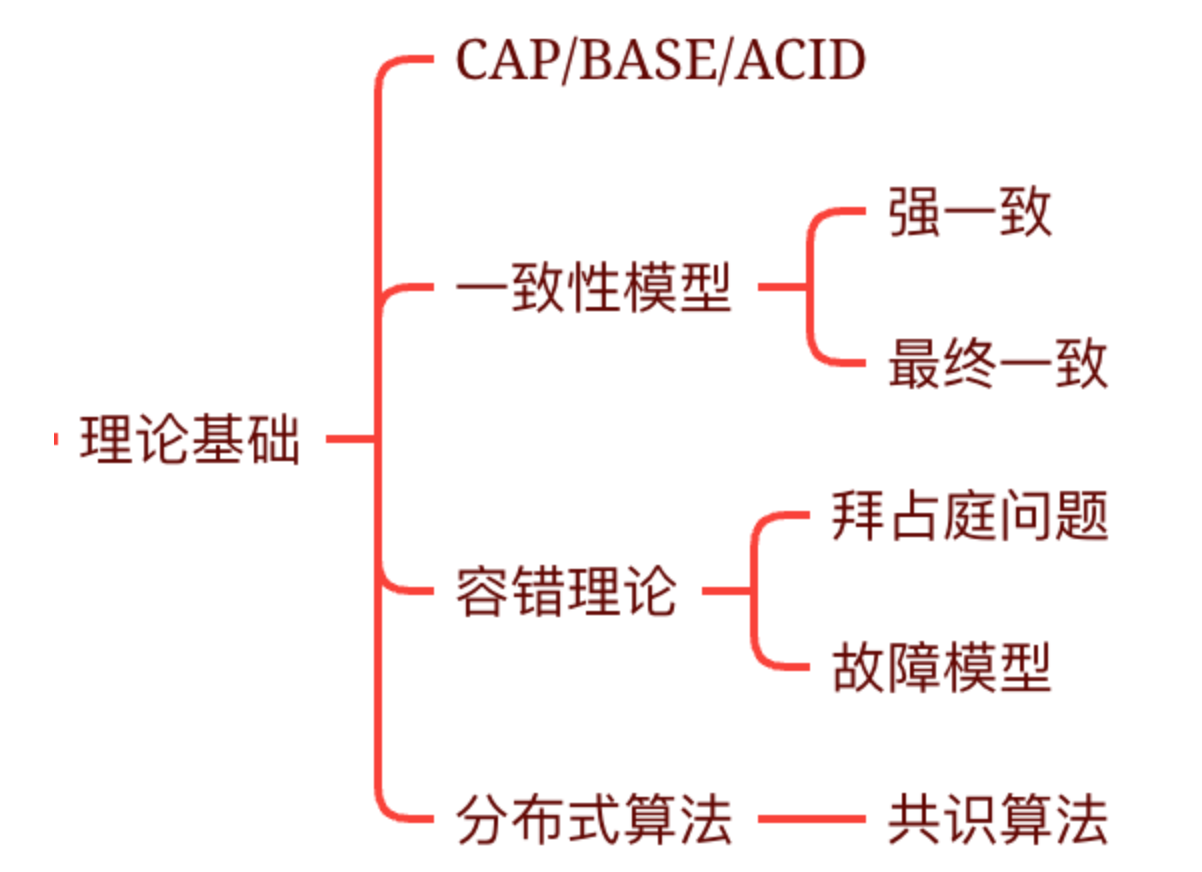 CAP/BASE/ACID
强一致
一致性模型
最终一致
理论基础
拜占庭问题
容错理论
故障模型
分布式算法
共识算法